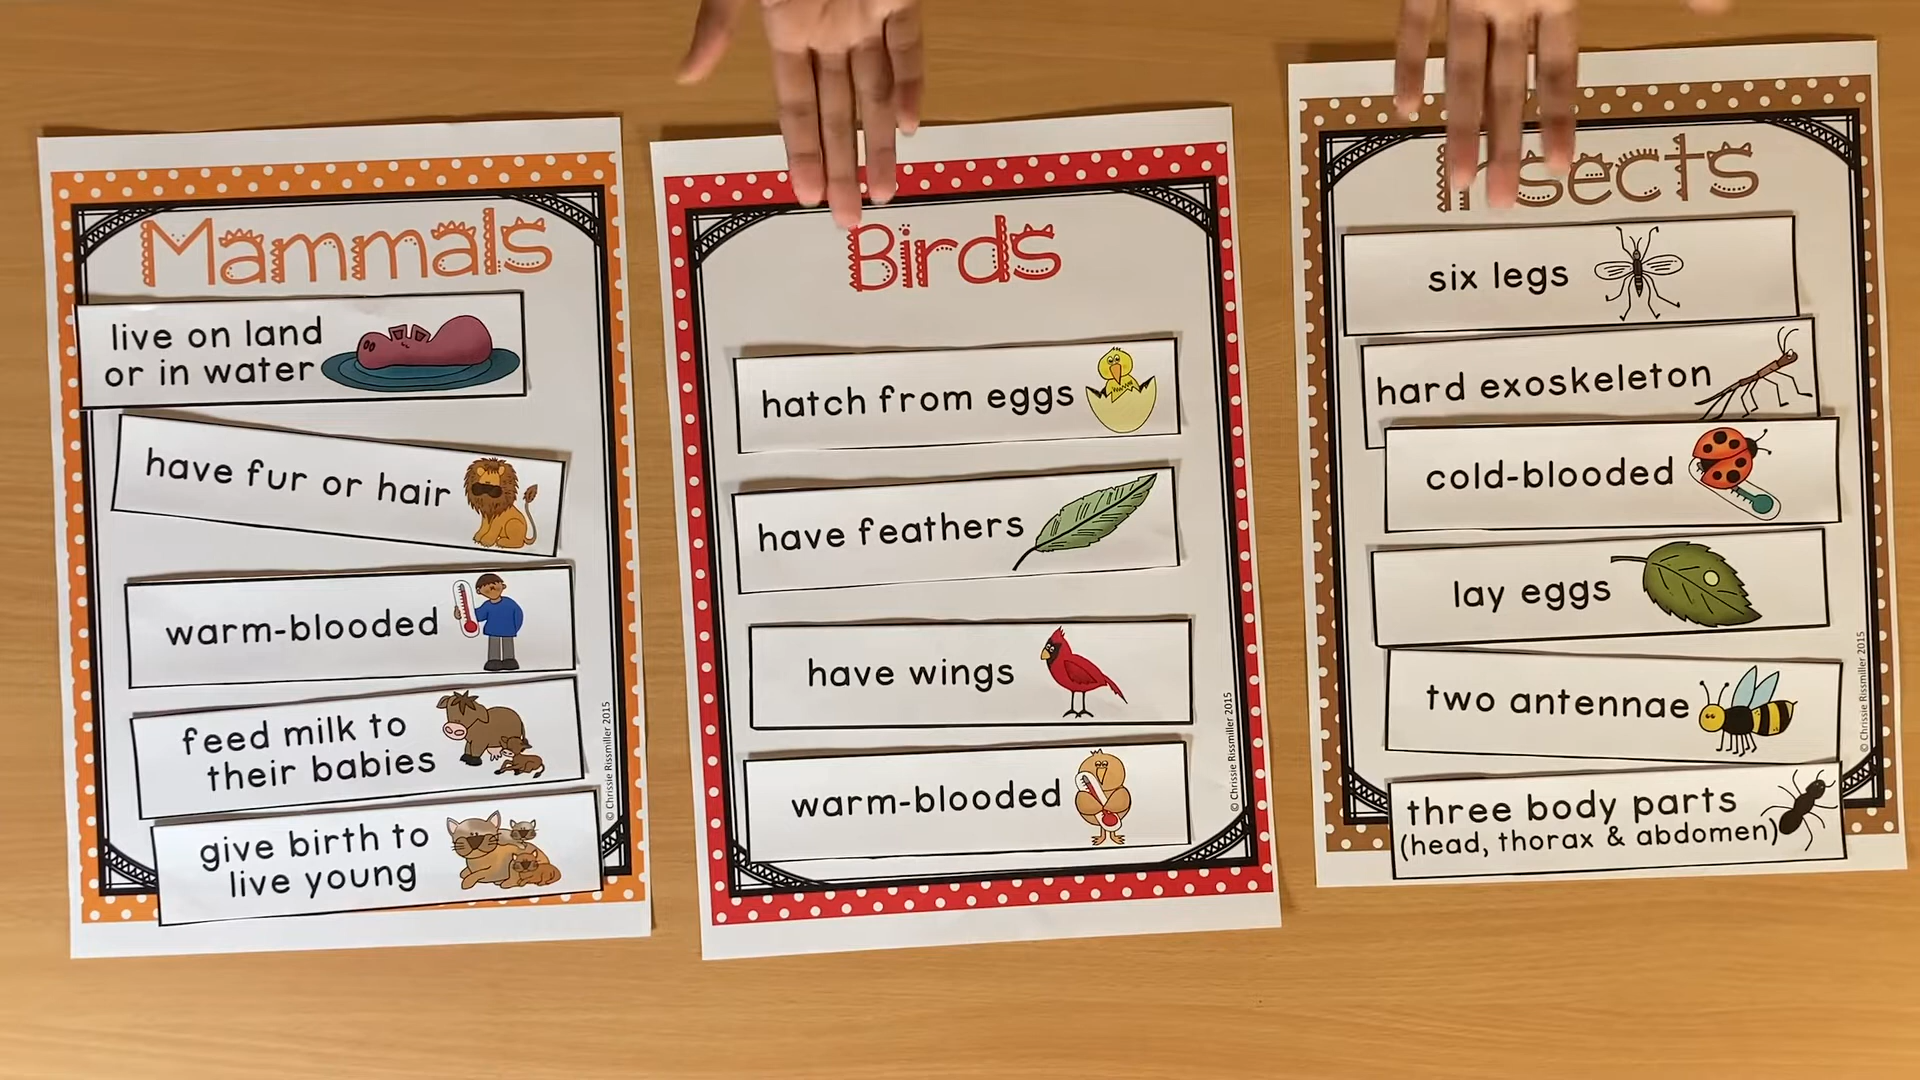 Mammals
live on land
or in water
have fur or hair
warm-blooded
feed milk to
their babies
give birth to
live young
© Chrissie Rissmiller 2015
Birds
hatch from eggs
have feathers
have wings
warm-blooded
© Chrissie Rissmiller 2015
Insects
six legs
hard exoskeleton
cold-blooded
lay eggs
two antennae
three body parts
(head, thorax & abdomen)
© Chrissie Rissmiller 2015